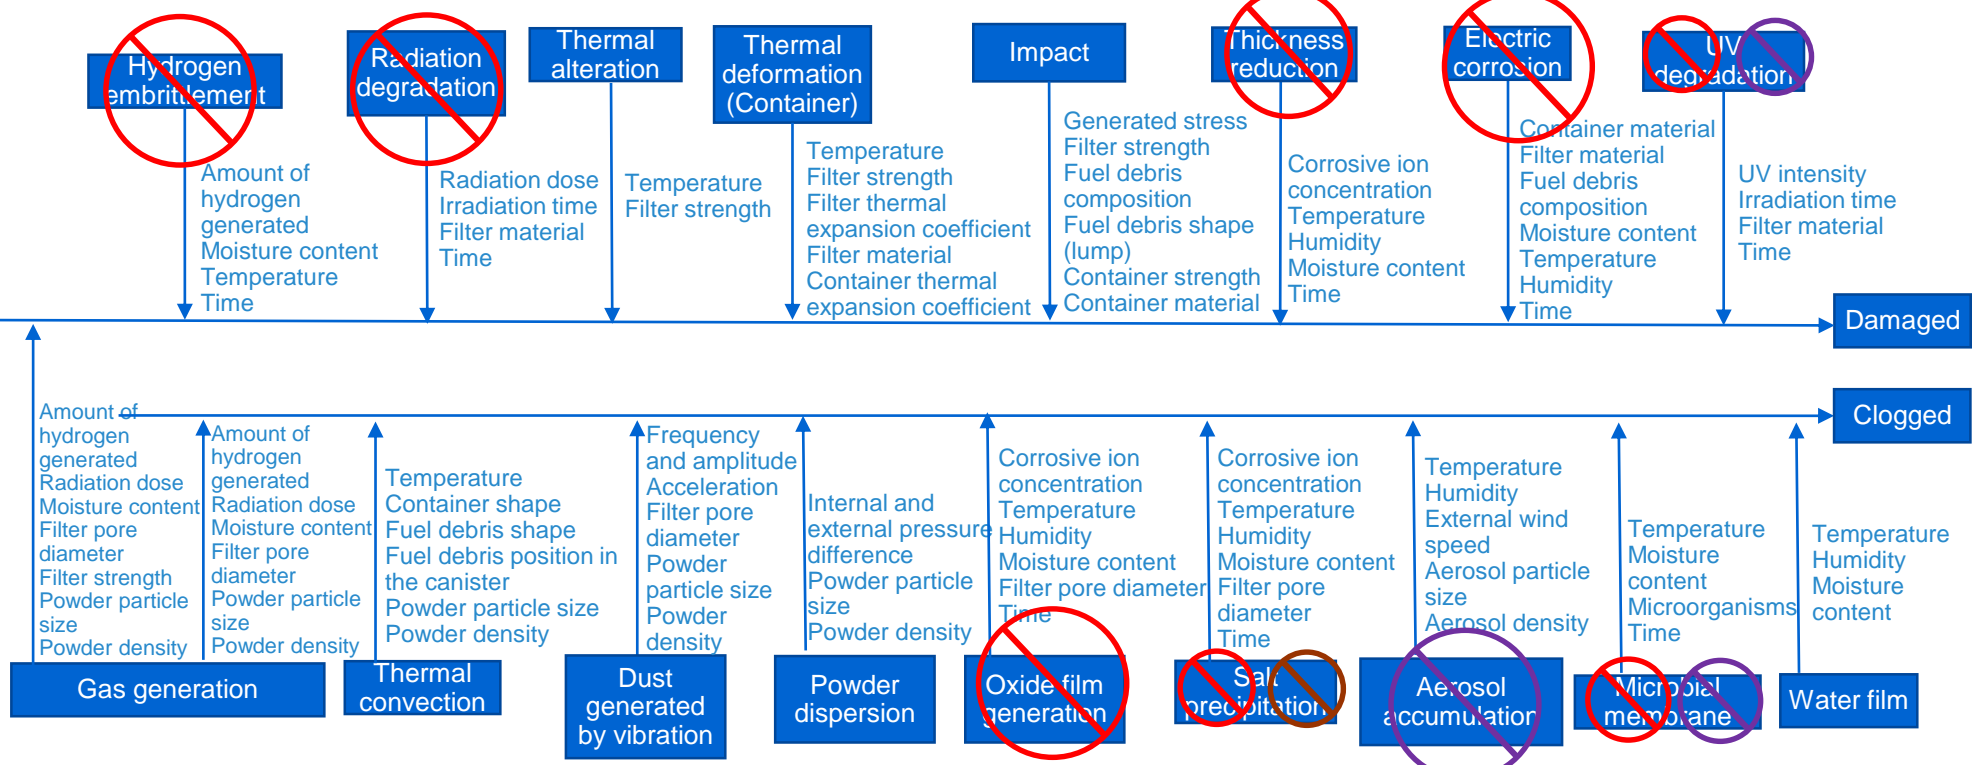 Hydrogen
embrittlement
Radiation
degradation
Thermal
alteration
Thermal
deformation
(Container)
Impact
Thickness
reduction
Electric
corrosion
UV
degradation
Amount of
hydrogen
generated
Moisture content
Temperature
Time
Radiation dose
Irradiation time
Filter material
Time
Temperature
Filter strength
Temperature
Filter strength
Filter thermal
expansion coefficient
Filter material
Container thermal
expansion coefficient
Generated stress
Filter strength
Fuel debris
composition
Fuel debris shape
(lump)
Container strength
Container material
Corrosive ion
concentration
Temperature
Humidity
Moisture content
Time
Container material
Filter material
Fuel debris
composition
Moisture content
Temperature
Humidity
Time
UV intensity
Irradiation time
Filter material
Time
Damaged
Clogged
Amount of
hydrogen
generated
Radiation dose
Moisture content
Filter pore
diameter
Filter strength
Powder particle
size
Powder density
Amount of
hydrogen
generated
Radiation dose
Moisture content
Filter pore
diameter
Powder particle
size
Powder density
Temperature
Container shape
Fuel debris shape
Fuel debris position in
the canister
Powder particle size
Powder density
Frequency
and amplitude
Acceleration
Filter pore
diameter
Powder
particle size
Powder
density
Internal and
external pressure
difference
Powder particle
size
Powder density
Corrosive ion
concentration
Temperature
Humidity
Moisture content
Filter pore diameter
Time
Corrosive ion
concentration
Temperature
Humidity
Moisture content
Filter pore
diameter
Time
Temperature
Humidity
External wind
speed
Aerosol particle
size
Aerosol density
Temperature
Moisture
content
Microorganisms
Time
Temperature
Humidity
Moisture
content
Gas generation
Thermal
convection
Dust
generated
by vibration
Powder
dispersion
Oxide film
generation
Salt
precipitation
Aerosol
accumulation
Microbial
membrane
Water film